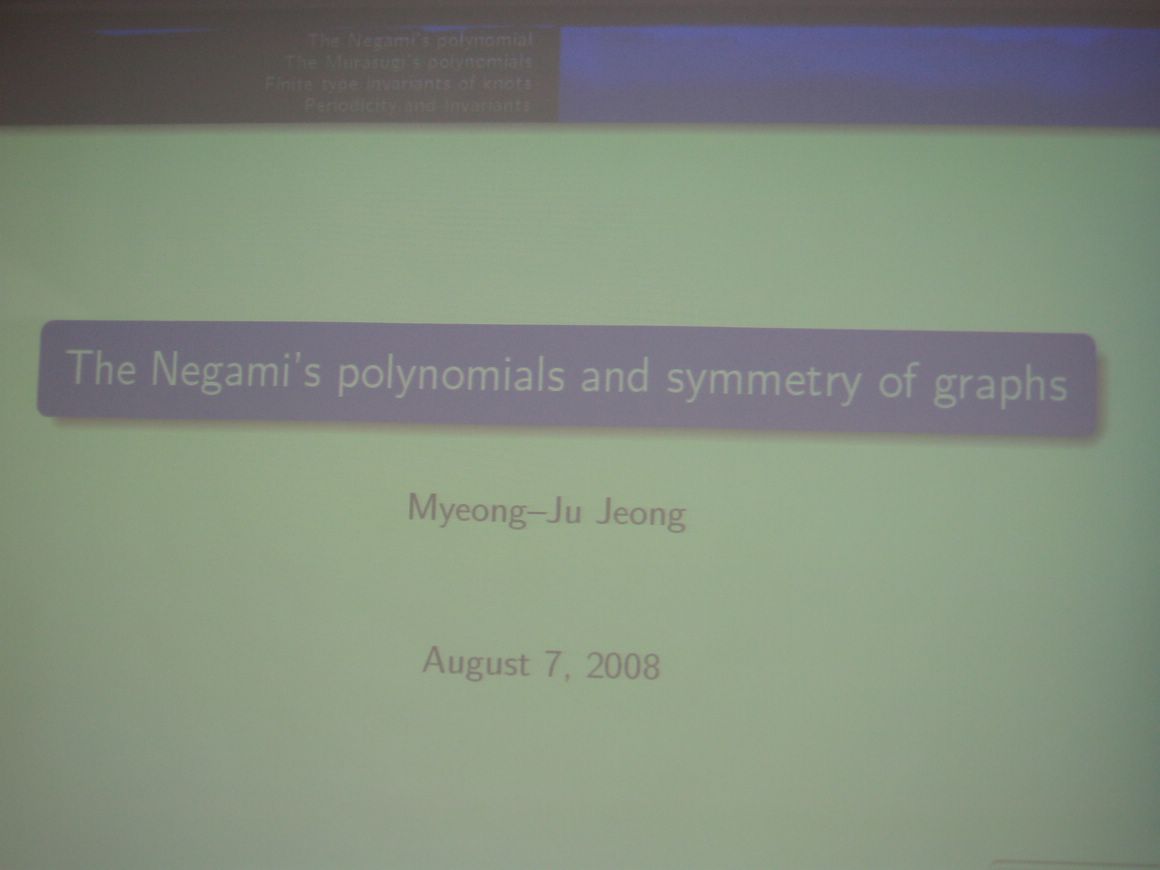 The Negami's polynomial
The Murasugi's polynomials
Finite type invariants of knots
Periodicity and invariants
The Negami's polynomials and symmetry of graphs
Myeong–Ju Jeong
August 7, 2008